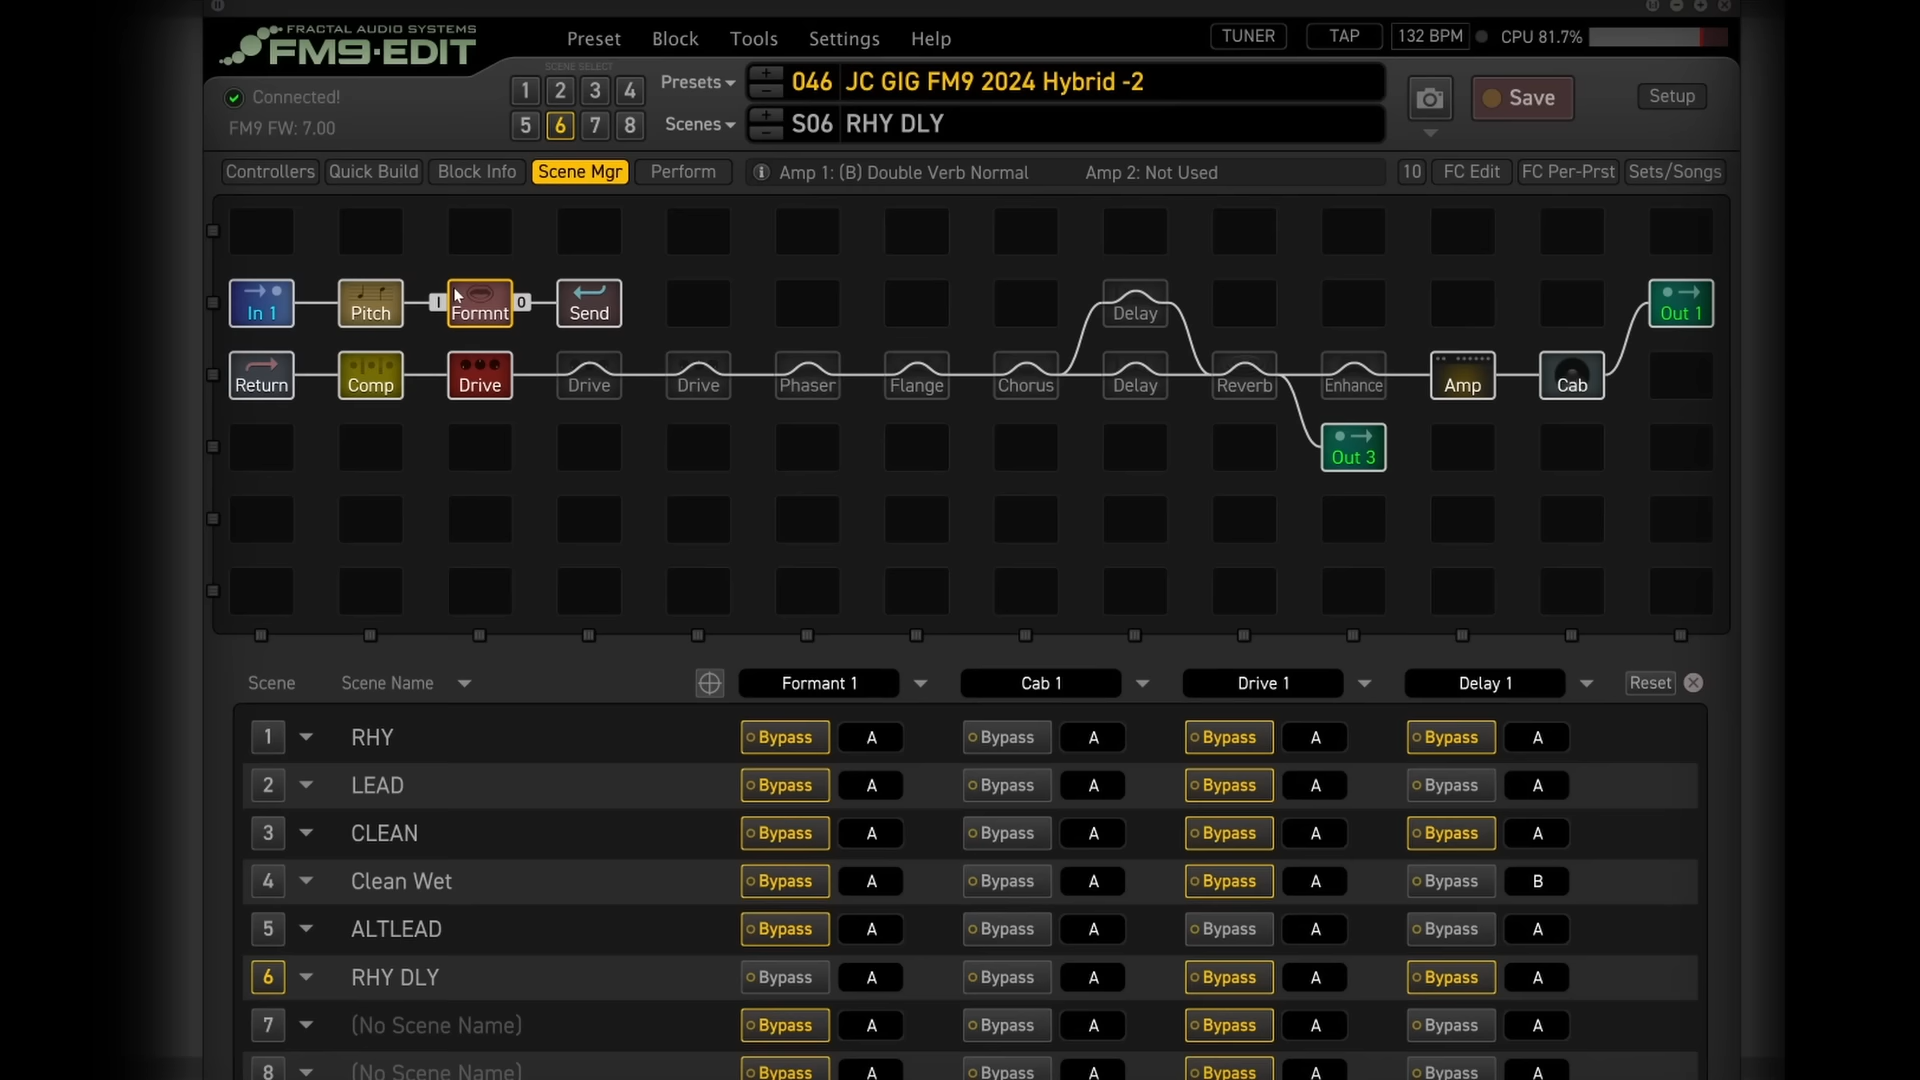 FRACTAL AUDIO SYSTEMS
FM9·EDIT
Preset Block Tools Settings Help
TUNER TAP 132 BPM CPU 81.7%
SCENE SELECT
1 2 3 4
5 6 7 8
Connected!
FM9 FW: 7.00
Presets 046 JC GIG FM9 2024 Hybrid -2
Scenes S06 RHY DLY
Save
Setup
Controllers Quick Build Block Info Scene Mgr Perform
Amp 1: (B) Double Verb Normal Amp 2: Not Used
10 FC Edit FC Per-Prst Sets/Songs
In 1 Pitch I Formnt O Send Delay Out 1
Return Comp Drive Drive Drive Phaser Flange Chorus Delay Reverb Enhance Amp Cab
Out 3
Scene Scene Name Formant 1 Cab 1 Drive 1 Delay 1 Reset
1 RHY Bypass A Bypass A Bypass A Bypass A
2 LEAD Bypass A Bypass A Bypass A Bypass A
3 CLEAN Bypass A Bypass A Bypass A Bypass A
4 Clean Wet Bypass A Bypass A Bypass A Bypass B
5 ALTLEAD Bypass A Bypass A Bypass A Bypass A
6 RHY DLY Bypass A Bypass A Bypass A Bypass A
7 (No Scene Name) Bypass A Bypass A Bypass A Bypass A
8 (No Scene Name) Bypass A Bypass A Bypass A Bypass A